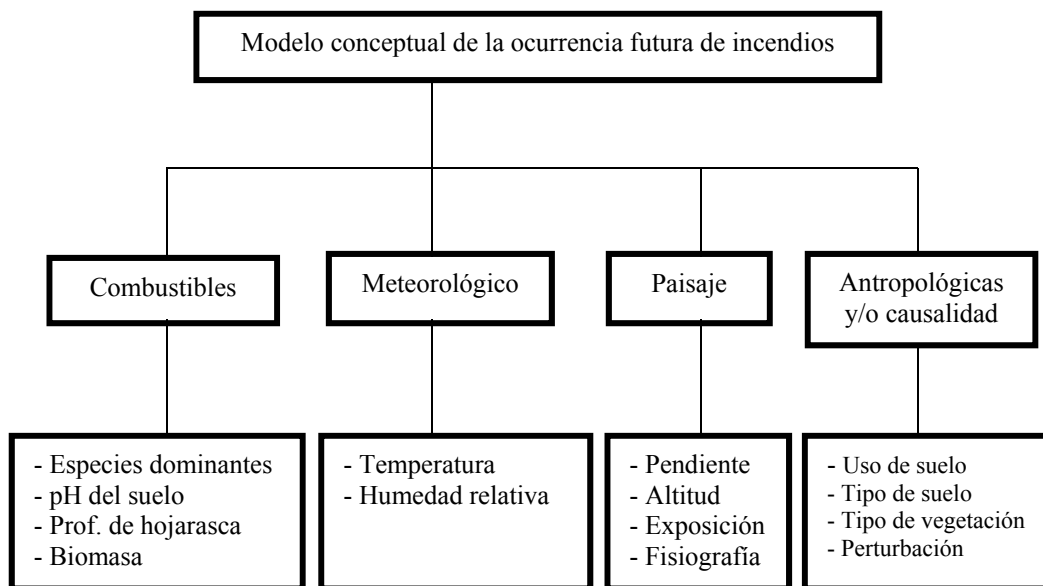 Modelo conceptual de la ocurrencia futura de incendios
Combustibles
Meteorológico
Paisaje
Antropológicas
y/o causalidad
- Especies dominantes
- pH del suelo
- Prof. de hojarasca
- Biomasa
- Temperatura
- Humedad relativa
- Pendiente
- Altitud
- Exposición
- Fisiografía
- Uso de suelo
- Tipo de suelo
- Tipo de vegetación
- Perturbación